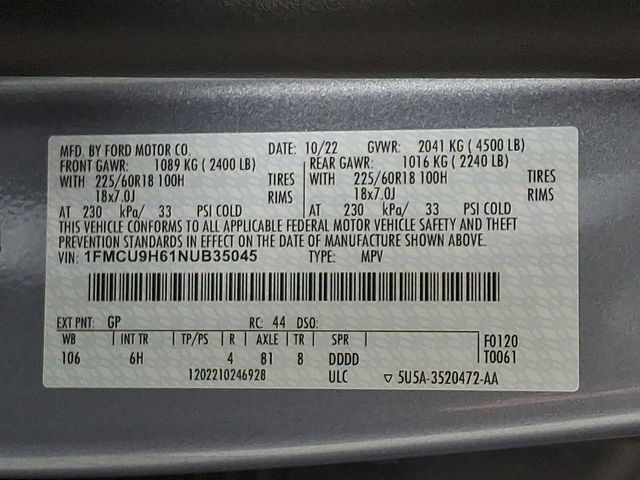 MFD. BY FORD MOTOR CO. DATE: 10/22 GVWR: 2041 KG ( 4500 LB)
FRONT GAWR: 1089 KG ( 2400 LB) REAR GAWR: 1016 KG ( 2240 LB)
WITH 225/60R18 100H TIRES WITH 225/60R18 100H TIRES
18x7.0J RIMS 18x7.0J RIMS
AT 230 kPa/ 33 PSI COLD AT 230 kPa/ 33 PSI COLD
THIS VEHICLE CONFORMS TO ALL APPLICABLE FEDERAL MOTOR VEHICLE SAFETY AND THEFT
PREVENTION STANDARDS IN EFFECT ON THE DATE OF MANUFACTURE SHOWN ABOVE.
VIN: 1FMCU9H61NUB35045 TYPE: MPV
EXT PNT: GP RC: 44 DSO:
WB INT TR TP/PS R AXLE TR SPR F0120
106 6H 4 81 8 DDDD T0061
1202210246928 ULC ▽ 5U5A-3520472-AA